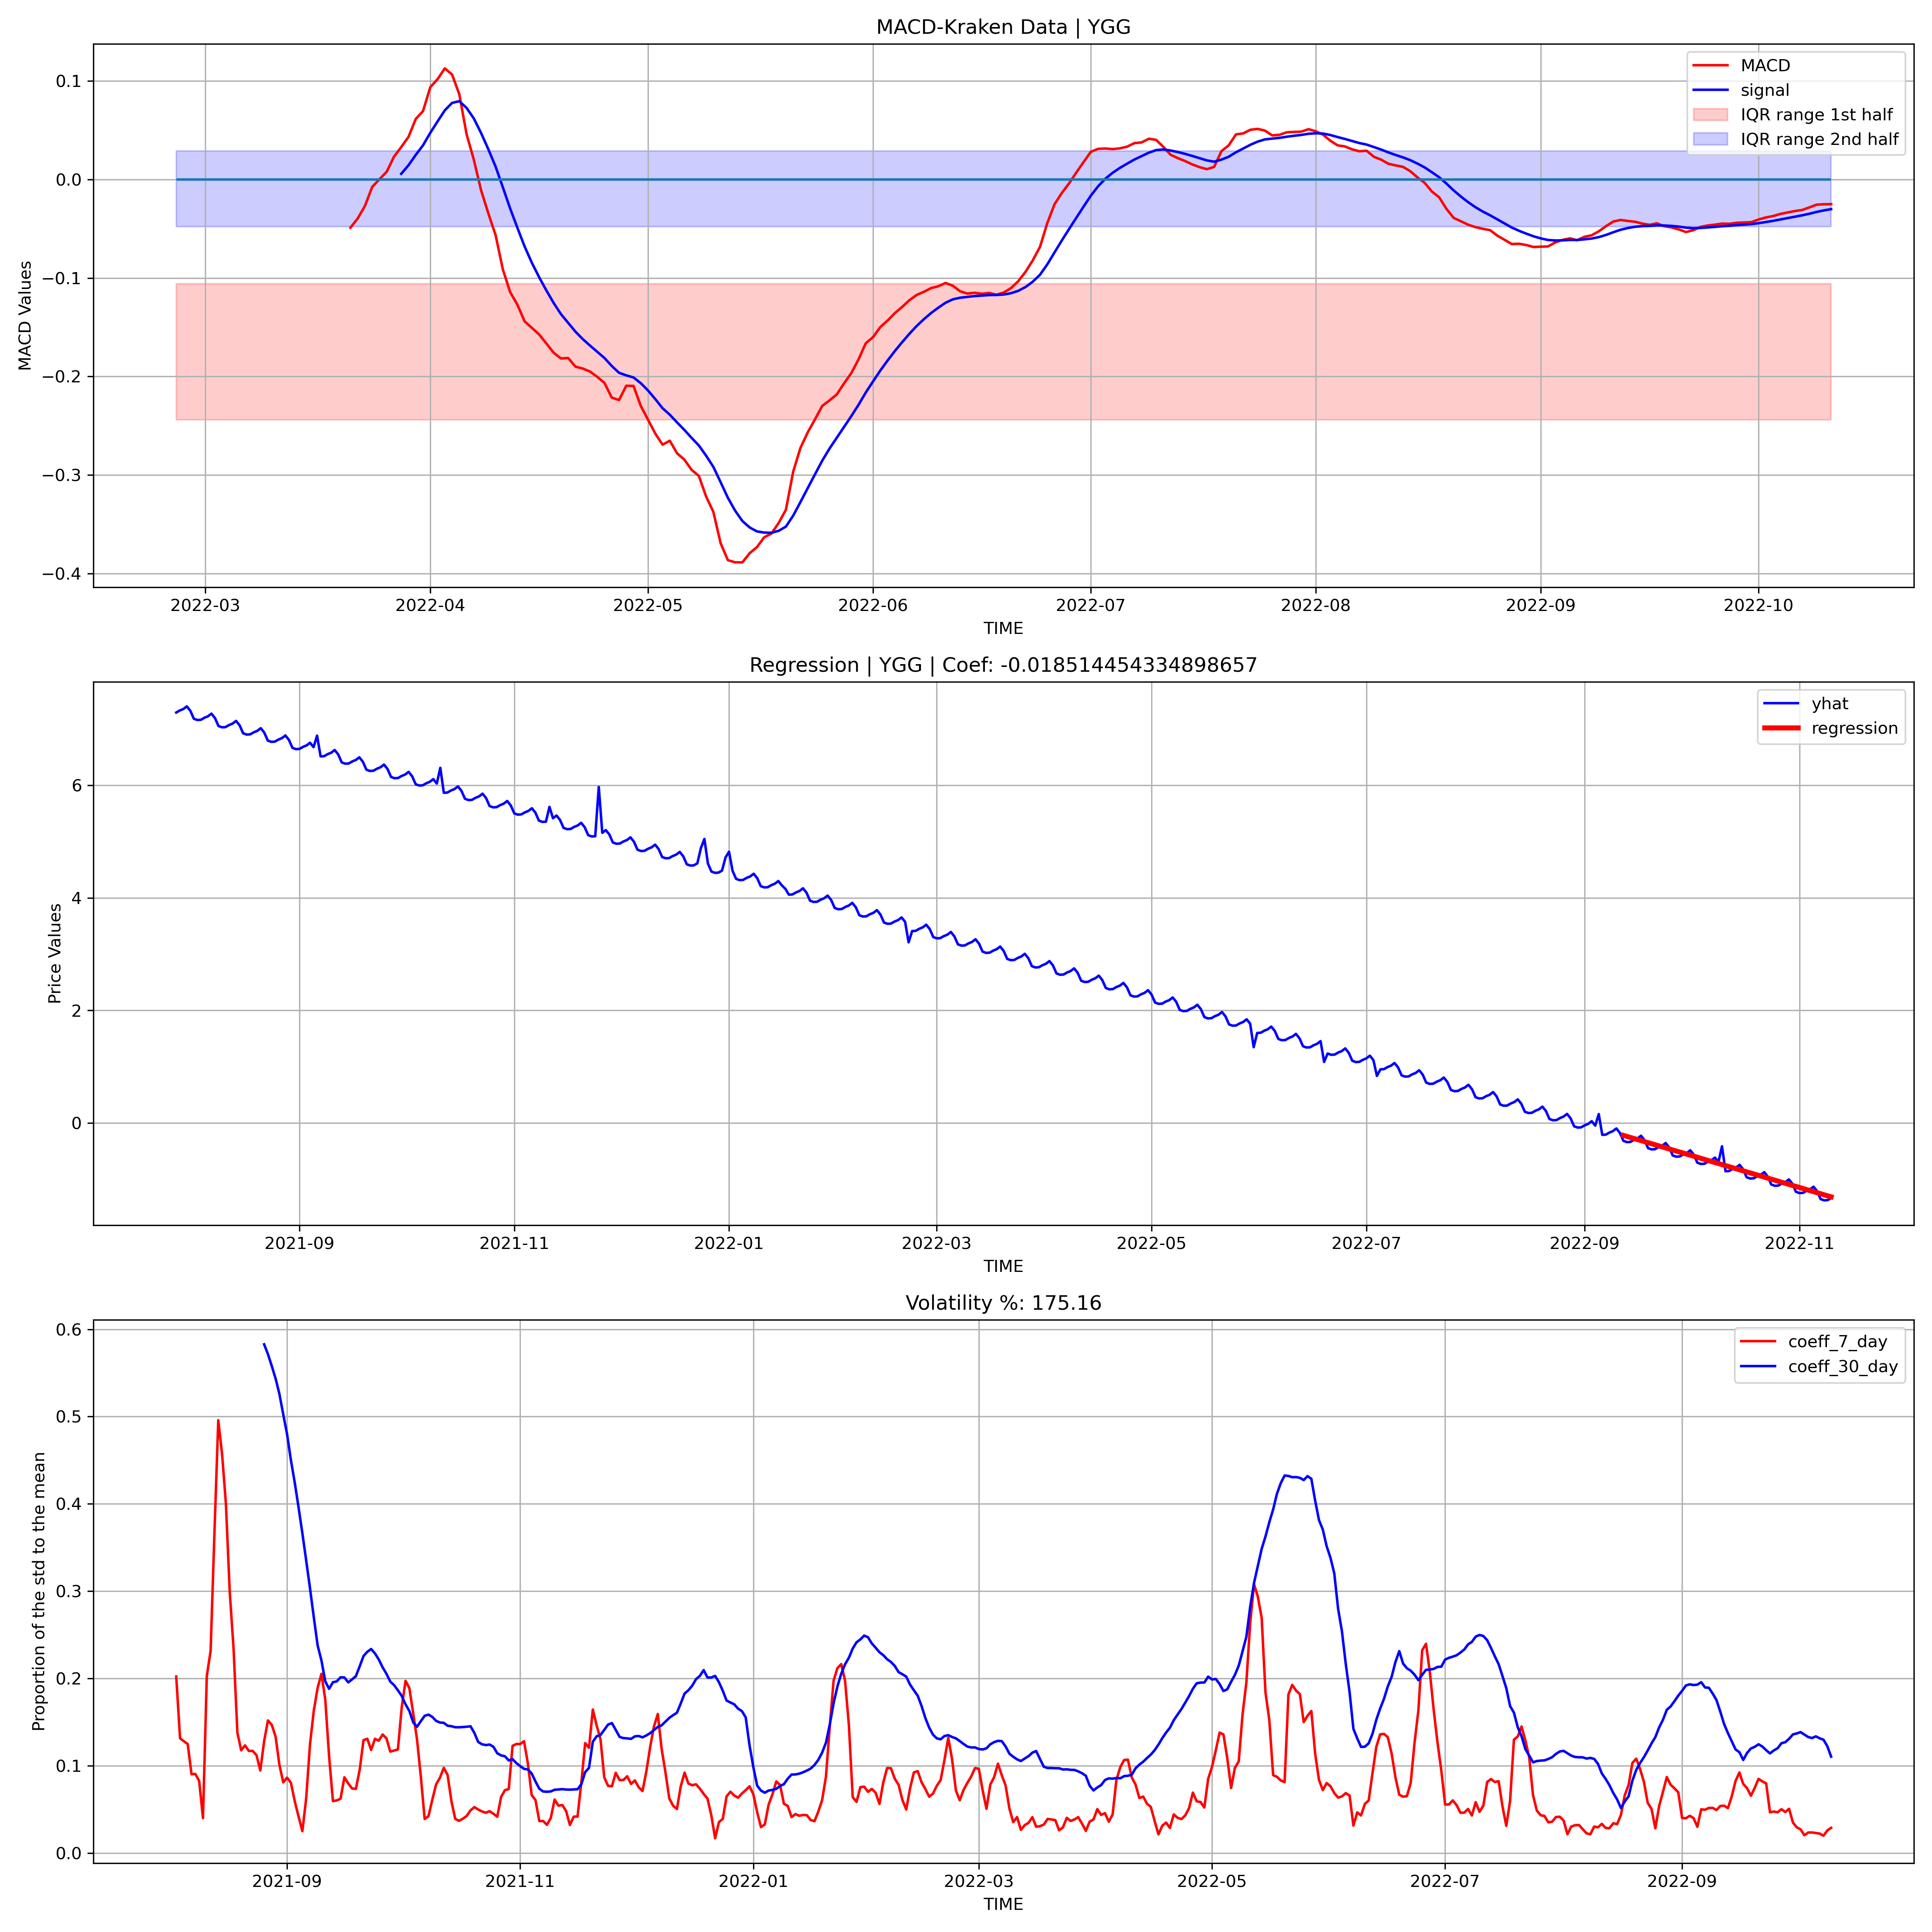 MACD-Kraken Data | YGG
MACD
signal
IQR range 1st half
IQR range 2nd half
MACD Values
0.1
0.0
−0.1
−0.2
−0.3
−0.4
2022-03 2022-04 2022-05 2022-06 2022-07 2022-08 2022-09 2022-10
TIME
Regression | YGG | Coef: -0.018514454334898657
yhat
regression
Price Values
6
4
2
0
2021-09 2021-11 2022-01 2022-03 2022-05 2022-07 2022-09 2022-11
TIME
Volatility %: 175.16
coeff_7_day
coeff_30_day
Proportion of the std to the mean
0.6
0.5
0.4
0.3
0.2
0.1
0.0
2021-09 2021-11 2022-01 2022-03 2022-05 2022-07 2022-09
TIME